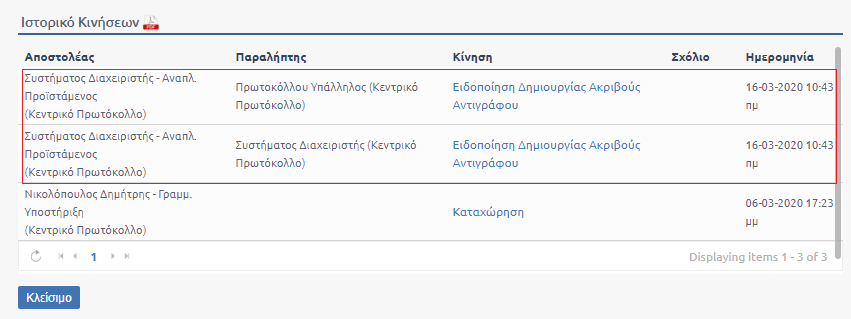 Ιστορικό Κινήσεων PDF
Αποστολέας Παραλήπτης Κίνηση Σχόλιο Ημερομηνία
Συστήματος Διαχειριστής - Αναπλ.
Προϊστάμενος
(Κεντρικό Πρωτόκολλο)
Πρωτοκόλλου Υπάλληλος (Κεντρικό
Πρωτόκολλο)
Ειδοποίηση Δημιουργίας Ακριβούς
Αντιγράφου
16-03-2020 10:43
πμ
Συστήματος Διαχειριστής - Αναπλ.
Προϊστάμενος
(Κεντρικό Πρωτόκολλο)
Συστήματος Διαχειριστής (Κεντρικό
Πρωτόκολλο)
Ειδοποίηση Δημιουργίας Ακριβούς
Αντιγράφου
16-03-2020 10:43
πμ
Νικολόπουλος Δημήτρης - Γραμμ.
Υποστήριξη
(Κεντρικό Πρωτόκολλο)
Καταχώρηση
06-03-2020 17:23
μμ
1 Displaying items 1 - 3 of 3
Κλείσιμο